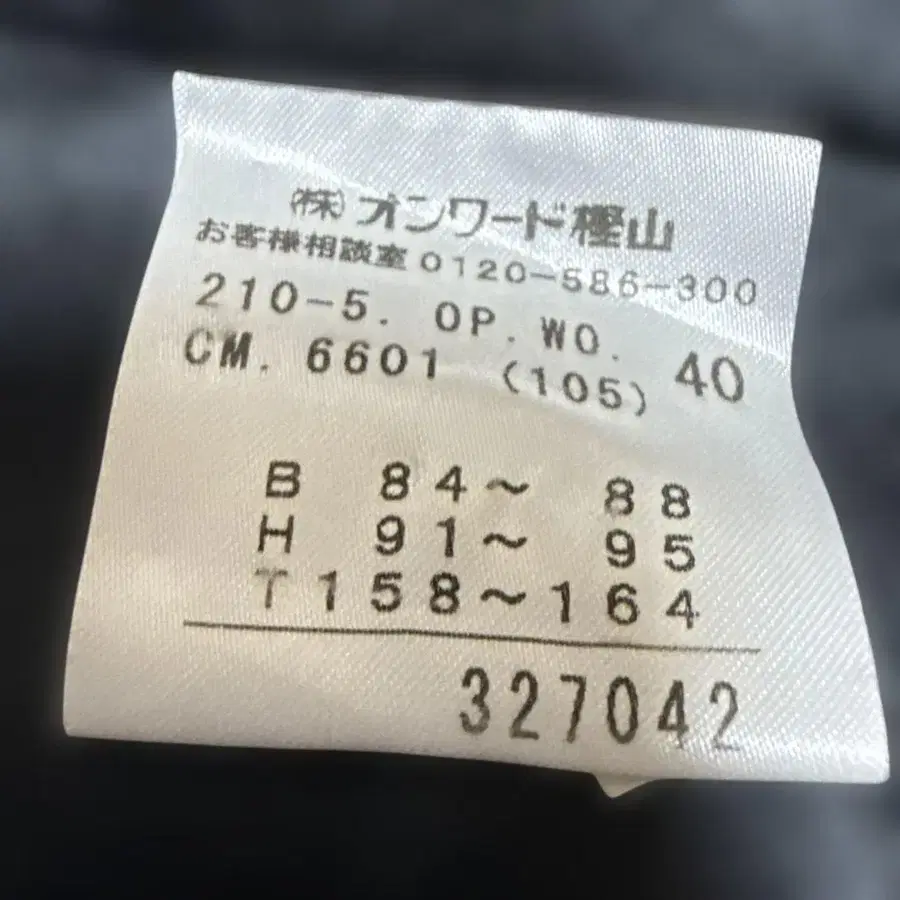 ㈱オンワード樫山
お客様相談室0120-586-300
210-5. OP. WO. 40
CM. 6601 (105)
B 84～ 88
H 91～ 95
T158～164
327042